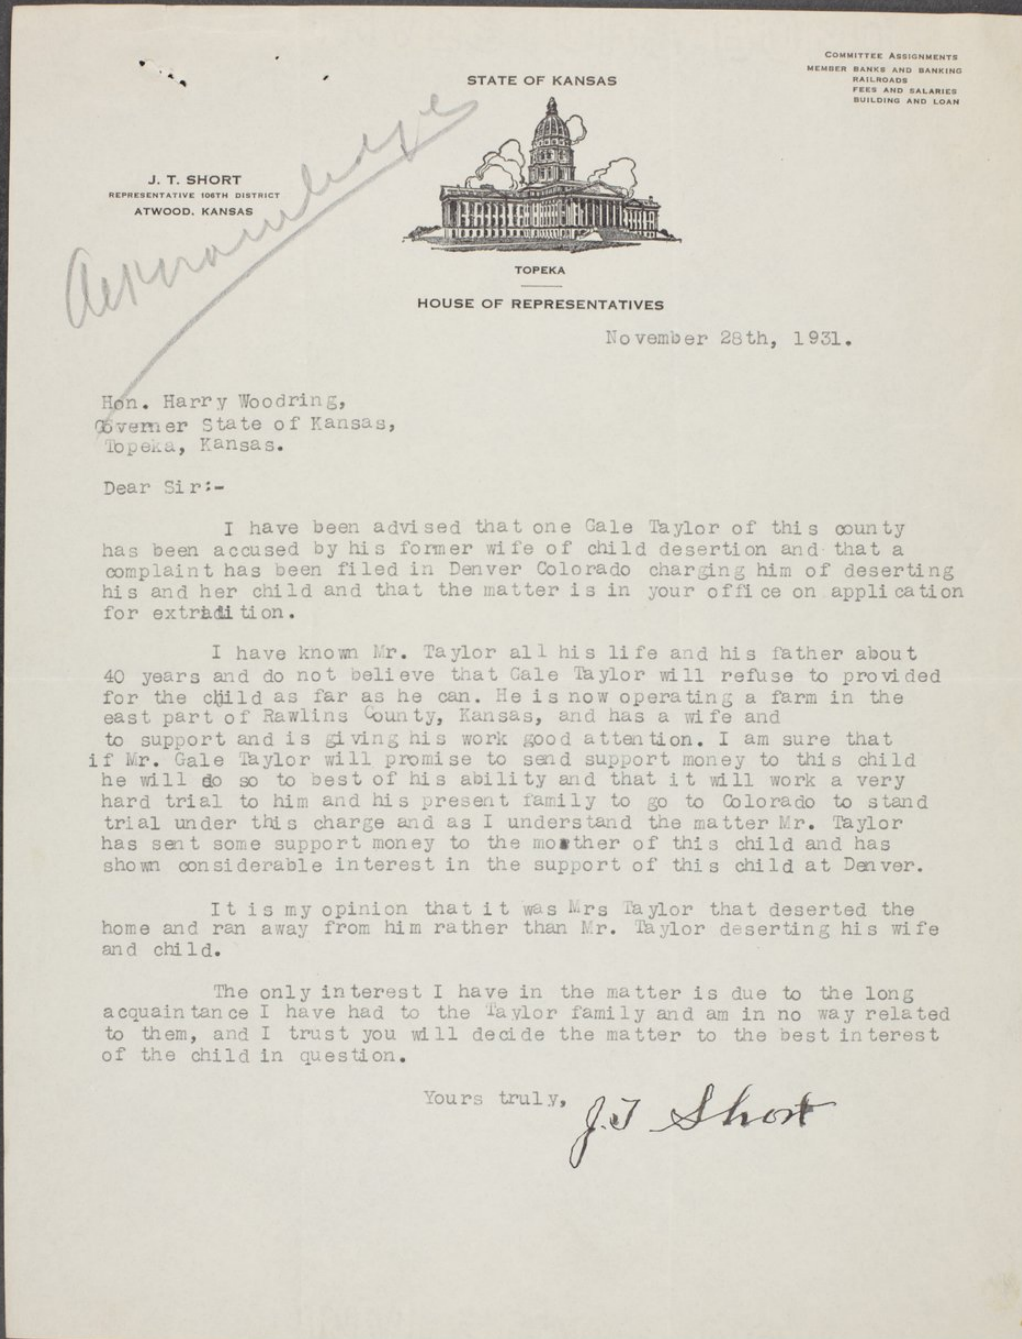 COMMITTEE ASSIGNMENTS
MEMBER BANKS AND BANKING
RAILROADS
FEES AND SALARIES
BUILDING AND LOAN
STATE OF KANSAS
J. T. SHORT
REPRESENTATIVE 106TH DISTRICT
ATWOOD, KANSAS
Acknowledge
TOPEKA
HOUSE OF REPRESENTATIVES
November 28th, 1931.
Hon. Harry Woodring,
Governer State of Kansas,
Topeka, Kansas.
Dear Sir:-
I have been advised that one Gale Taylor of this county
has been accused by his former wife of child desertion and that a
complaint has been filed in Denver Colorado charging him of deserting
his and her child and that the matter is in your office on application
for extradition.
I have known Mr. Taylor all his life and his father about
40 years and do not believe that Gale Taylor will refuse to provided
for the child as far as he can. He is now operating a farm in the
east part of Rawlins County, Kansas, and has a wife and
to support and is giving his work good attention. I am sure that
if Mr. Gale Taylor will promise to send support money to this child
he will do so to best of his ability and that it will work a very
hard trial to him and his present family to go to Colorado to stand
trial under this charge and as I understand the matter Mr. Taylor
has sent some support money to the mother of this child and has
shown considerable interest in the support of this child at Denver.
It is my opinion that it was Mrs Taylor that deserted the
home and ran away from him rather than Mr. Taylor deserting his wife
and child.
The only interest I have in the matter is due to the long
acquaintance I have had to the Taylor family and am in no way related
to them, and I trust you will decide the matter to the best interest
of the child in question.
Yours truly,
J. T Short